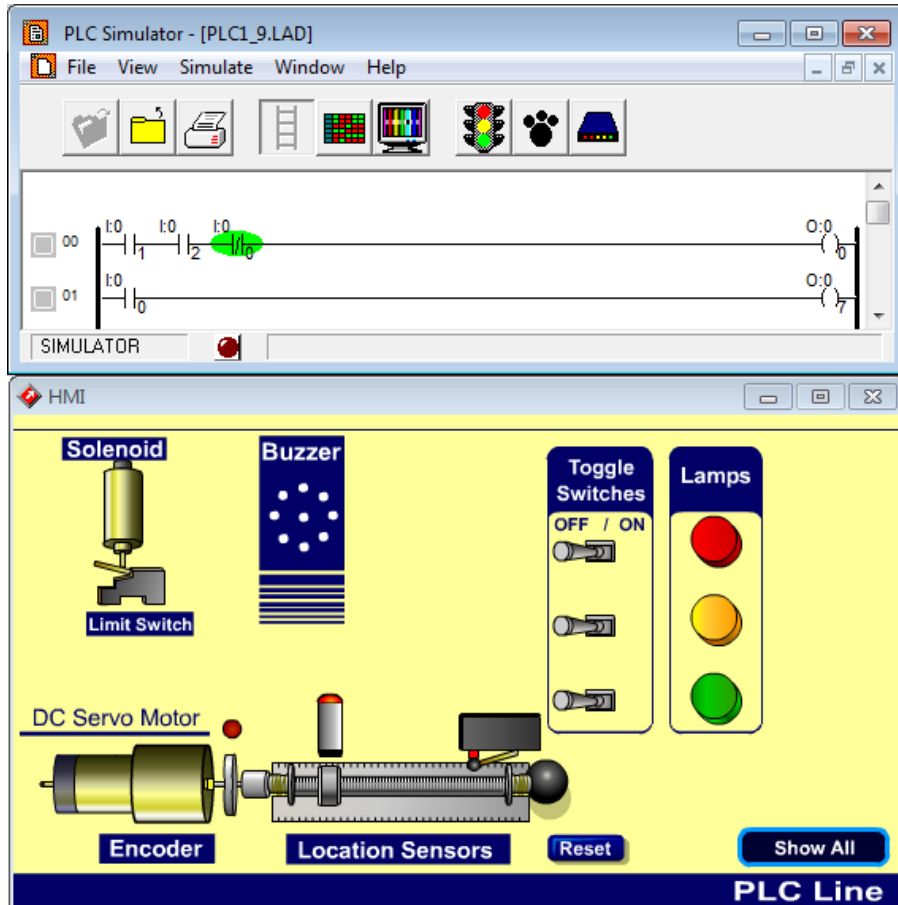 PLC Simulator - [PLC1_9.LAD]
File View Simulate Window Help
I:0 I:0 I:0 O:0
00
1 2 0 0
I:0 O:0
01
0 7
SIMULATOR
HMI
Solenoid
Buzzer
Toggle
Switches
Lamps
OFF / ON
Limit Switch
DC Servo Motor
Encoder
Location Sensors
Reset
Show All
PLC Line